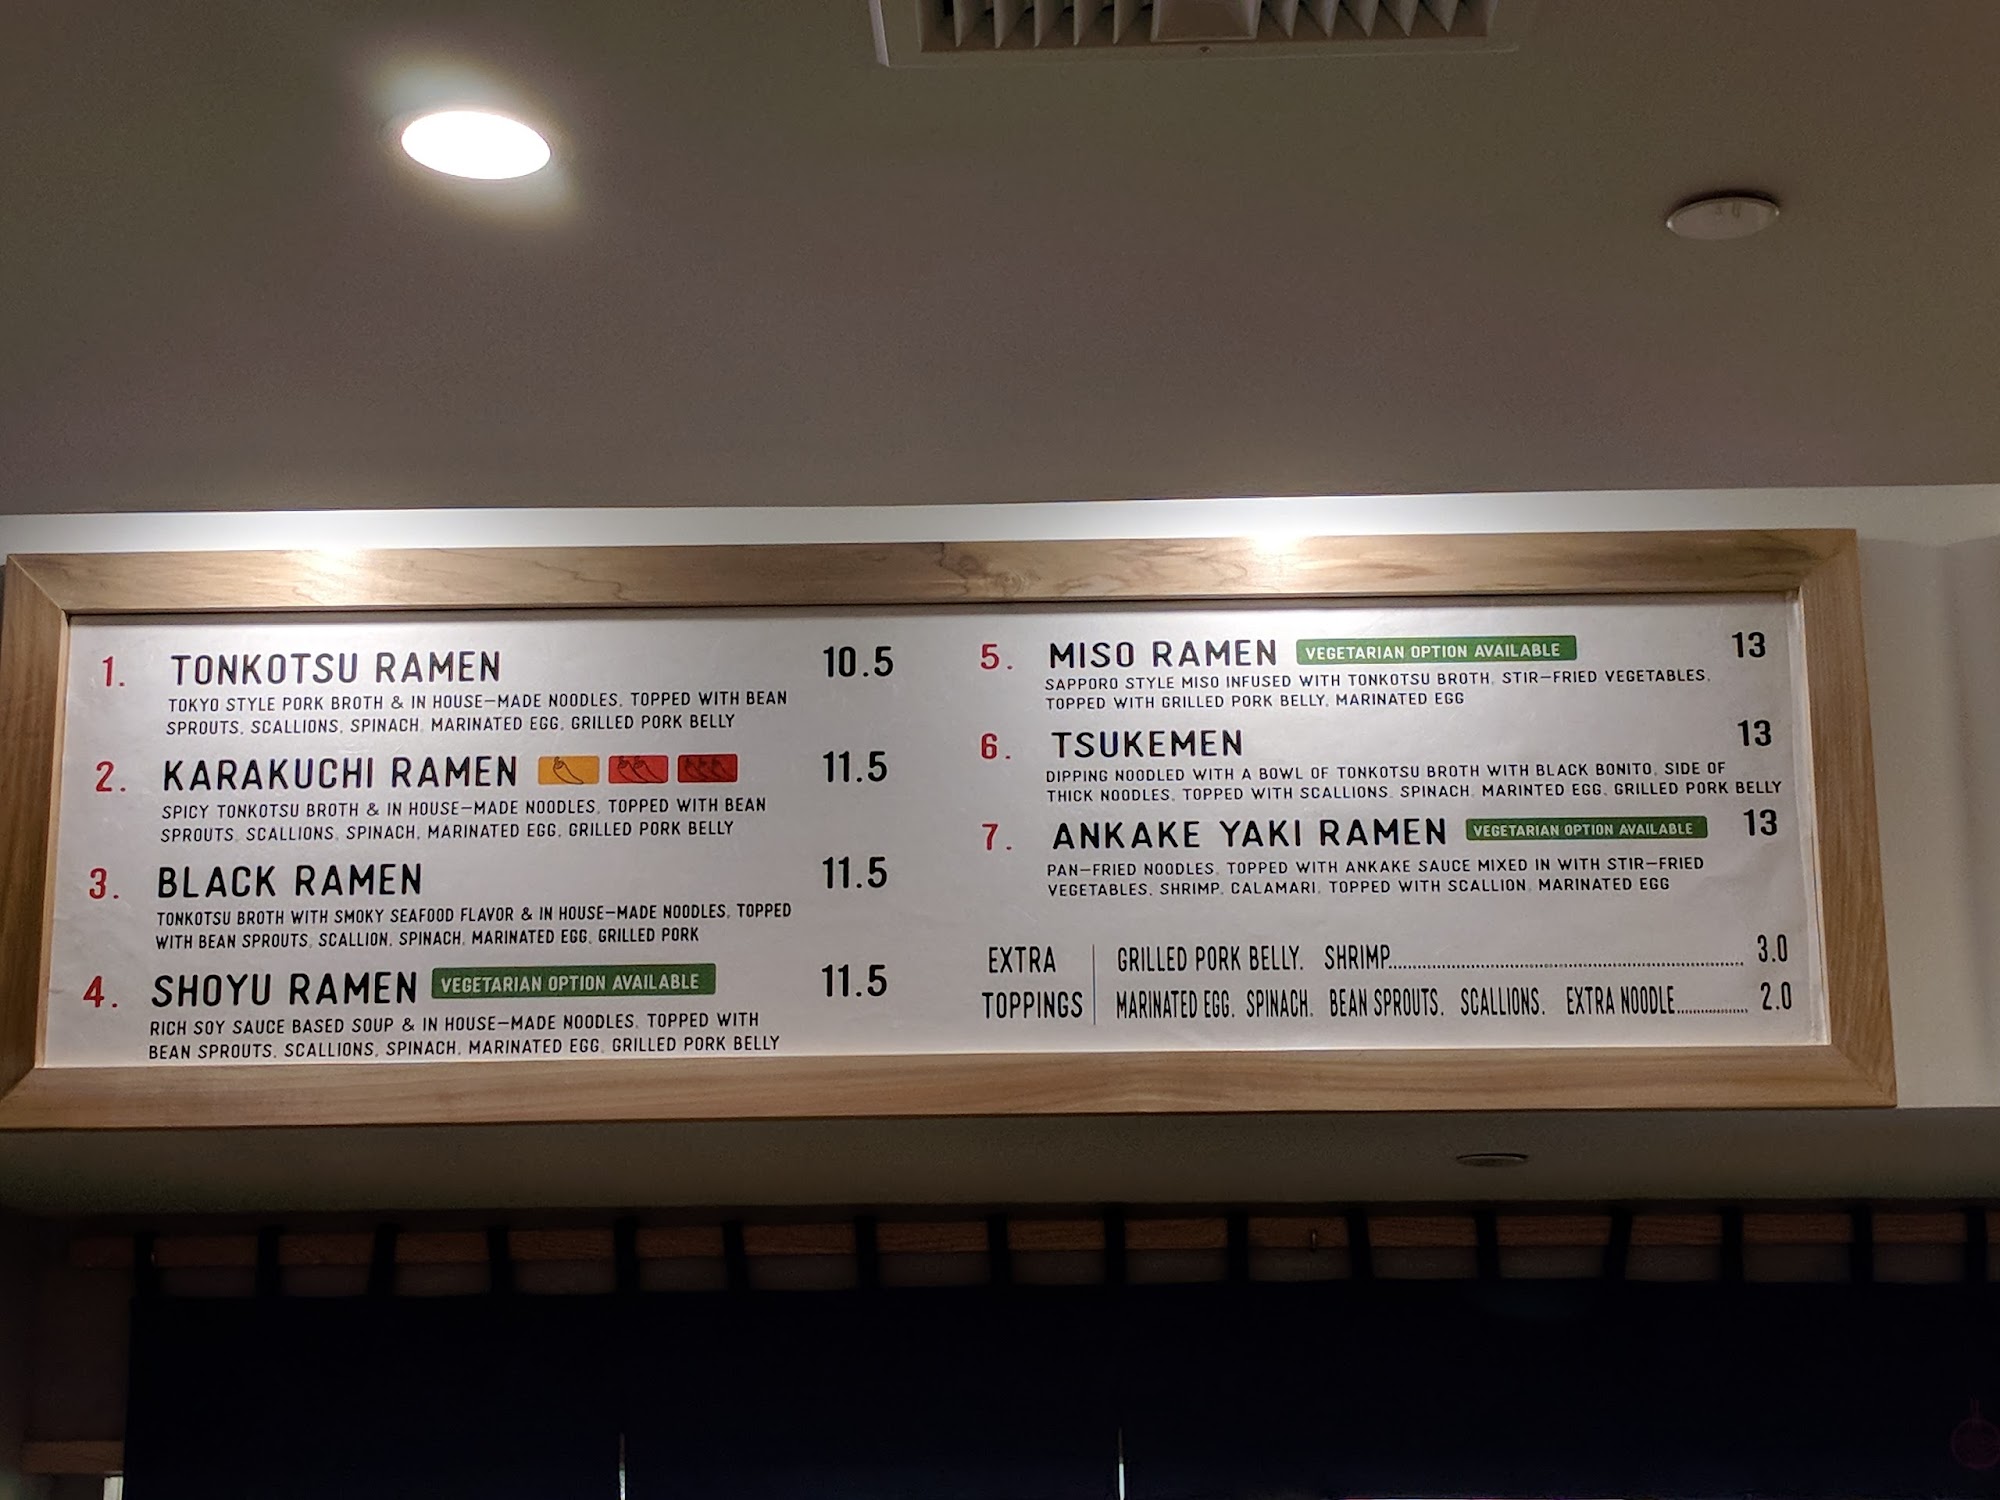 1. TONKOTSU RAMEN 10.5
TOKYO STYLE PORK BROTH & IN HOUSE-MADE NOODLES, TOPPED WITH BEAN
SPROUTS, SCALLIONS, SPINACH, MARINATED EGG, GRILLED PORK BELLY
2. KARAKUCHI RAMEN 11.5
SPICY TONKOTSU BROTH & IN HOUSE-MADE NOODLES, TOPPED WITH BEAN
SPROUTS, SCALLIONS, SPINACH, MARINATED EGG, GRILLED PORK BELLY
3. BLACK RAMEN 11.5
TONKOTSU BROTH WITH SMOKY SEAFOOD FLAVOR & IN HOUSE-MADE NOODLES, TOPPED
WITH BEAN SPROUTS, SCALLION, SPINACH, MARINATED EGG, GRILLED PORK
4. SHOYU RAMEN VEGETARIAN OPTION AVAILABLE 11.5
RICH SOY SAUCE BASED SOUP & IN HOUSE-MADE NOODLES, TOPPED WITH
BEAN SPROUTS, SCALLIONS, SPINACH, MARINATED EGG, GRILLED PORK BELLY
5. MISO RAMEN VEGETARIAN OPTION AVAILABLE 13
SAPPORO STYLE MISO INFUSED WITH TONKOTSU BROTH, STIR-FRIED VEGETABLES,
TOPPED WITH GRILLED PORK BELLY, MARINATED EGG
6. TSUKEMEN 13
DIPPING NOODLED WITH A BOWL OF TONKOTSU BROTH WITH BLACK BONITO, SIDE OF
THICK NOODLES, TOPPED WITH SCALLIONS, SPINACH, MARINTED EGG, GRILLED PORK BELLY
7. ANKAKE YAKI RAMEN VEGETARIAN OPTION AVAILABLE 13
PAN-FRIED NOODLES, TOPPED WITH ANKAKE SAUCE MIXED IN WITH STIR-FRIED
VEGETABLES, SHRIMP, CALAMARI, TOPPED WITH SCALLION, MARINATED EGG
EXTRA TOPPINGS
GRILLED PORK BELLY, SHRIMP........ 3.0
MARINATED EGG, SPINACH, BEAN SPROUTS, SCALLIONS, EXTRA NOODLE........ 2.0